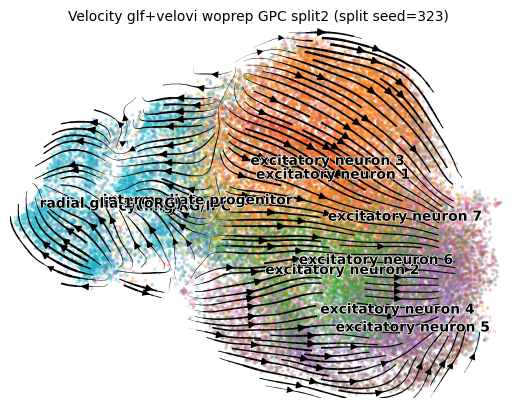 Velocity glf+velovi woprep GPC split2 (split seed=323)
excitatory neuron 3
excitatory neuron 1
intermediate progenitor
radial glia
excitatory neuron 7
excitatory neuron 6
excitatory neuron 2
excitatory neuron 4
excitatory neuron 5